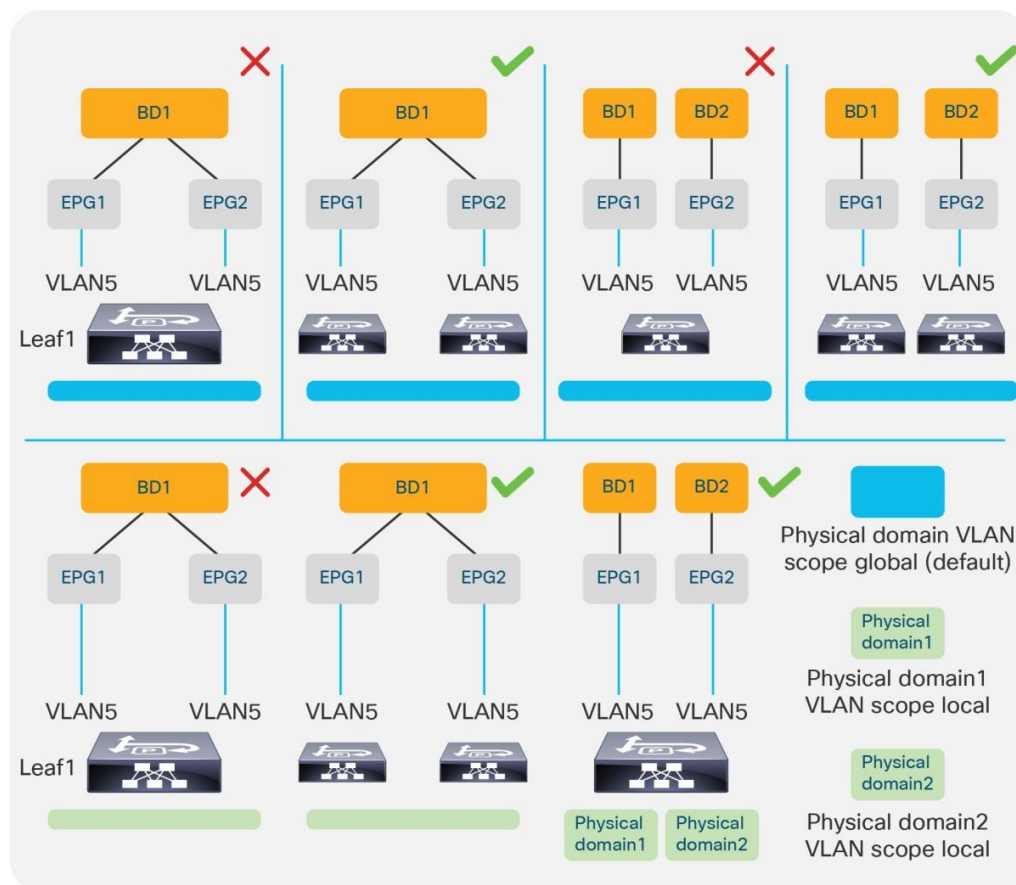 BD1
EPG1 EPG2
VLAN5 VLAN5
Leaf1
BD1
EPG1 EPG2
VLAN5 VLAN5
BD1 BD2
EPG1 EPG2
VLAN5 VLAN5
BD1 BD2
EPG1 EPG2
VLAN5 VLAN5
BD1
EPG1 EPG2
VLAN5 VLAN5
Leaf1
BD1
EPG1 EPG2
VLAN5 VLAN5
BD1 BD2
EPG1 EPG2
VLAN5 VLAN5
Physical
domain1
Physical
domain2
Physical domain VLAN
scope global (default)
Physical
domain1
Physical domain1
VLAN scope local
Physical
domain2
Physical domain2
VLAN scope local